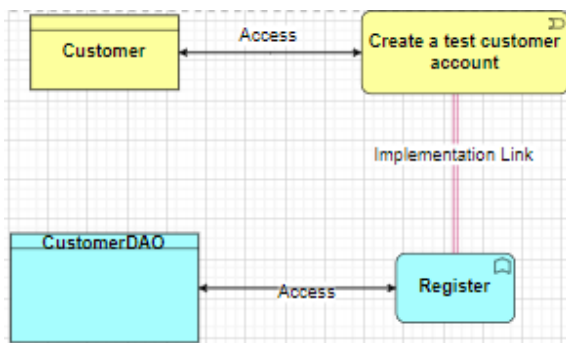 Customer
Access
Create a test customer
account
Implementation Link
CustomerDAO
Access
Register